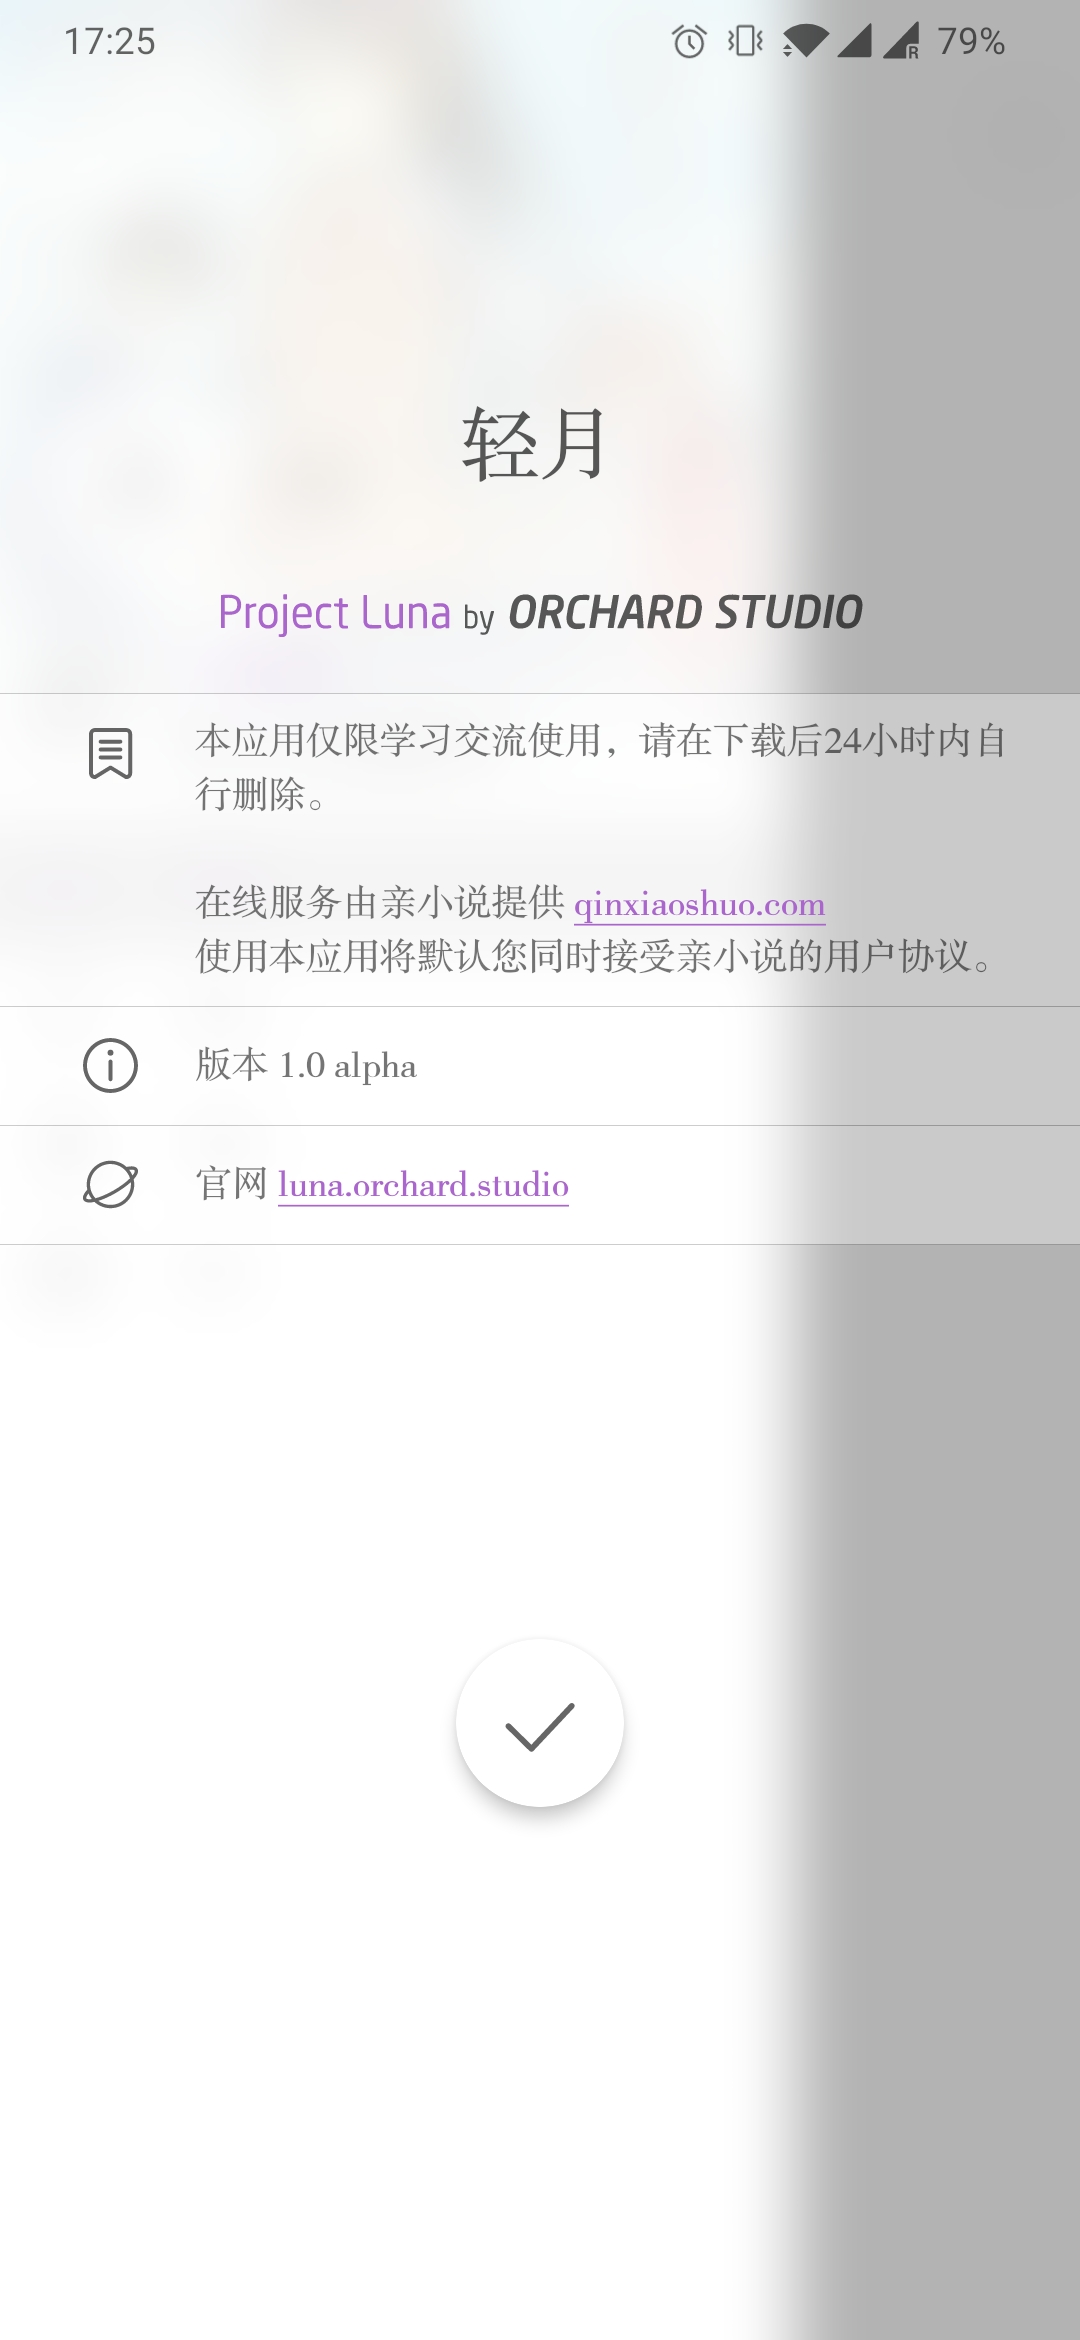 17:25
R
79%
轻月
Project Luna by ORCHARD STUDIO
本应用仅限学习交流使用，请在下载后24小时内自
行删除。
在线服务由亲小说提供 qinxiaoshuo.com
使用本应用将默认您同时接受亲小说的用户协议。
版本 1.0 alpha
官网 luna.orchard.studio